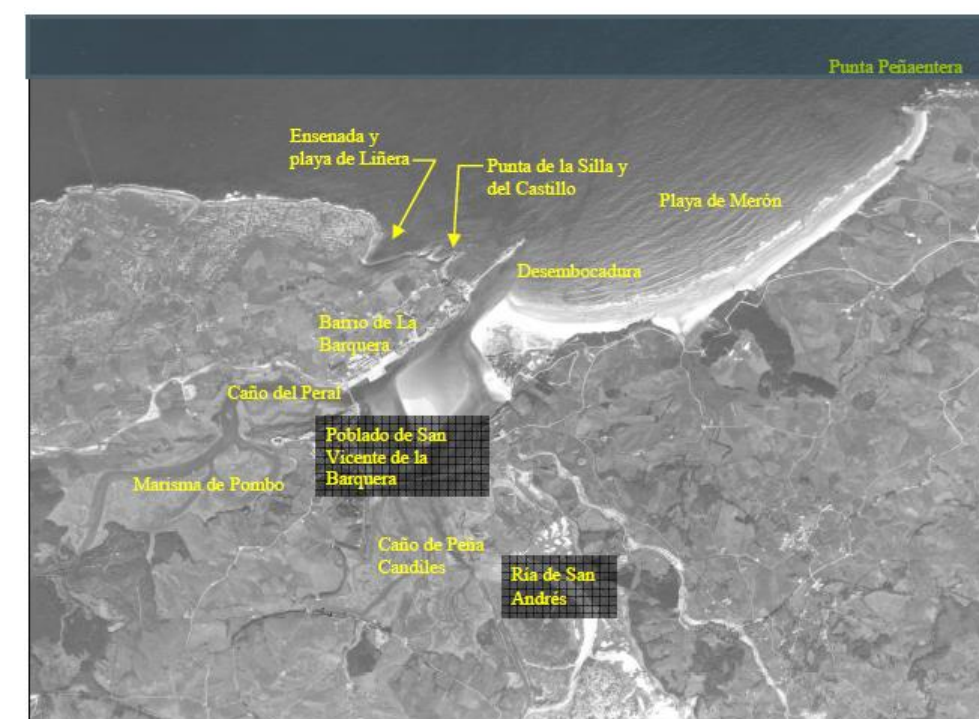 Punta Peñaentera
Ensenada y
playa de Liñera
Punta de la Silla y
del Castillo
Playa de Merón
Desembocadura
Barrio de La
Barquera
Caño del Peral
Poblado de San
Vicente de la
Barquera
Marisma de Pombo
Caño de Peña
Candiles
Ría de San
Andrés